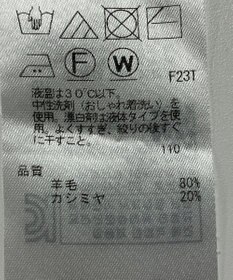 F W
F23T
液温は30℃以下。
中性洗剤（おしゃれ着洗い）を
使用。漂白剤は液体タイプを使
用。よくすすぎ、絞りの後すぐ
に干すこと。
110
品質
羊毛 80%
カシミヤ 20%